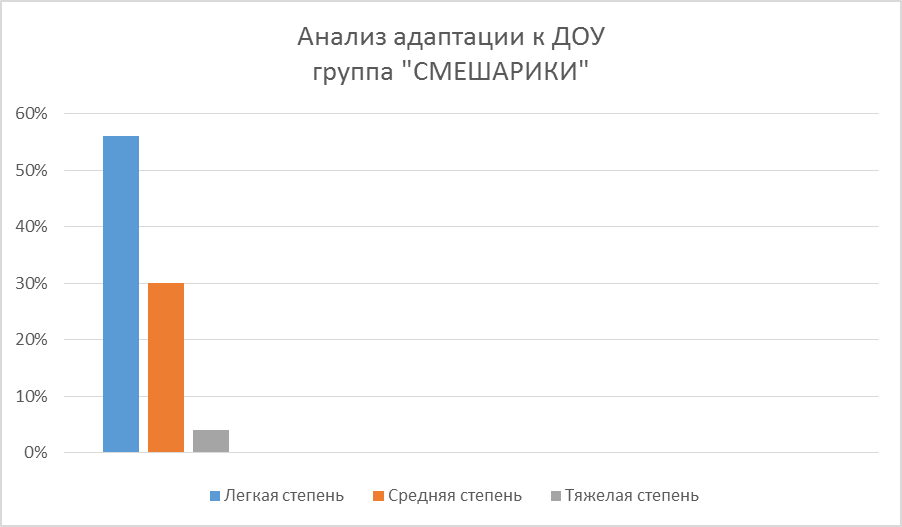 Анализ адаптации к ДОУ
группа "СМЕШАРИКИ"
60%
50%
40%
30%
20%
10%
0%
Легкая степень Средняя степень Тяжелая степень